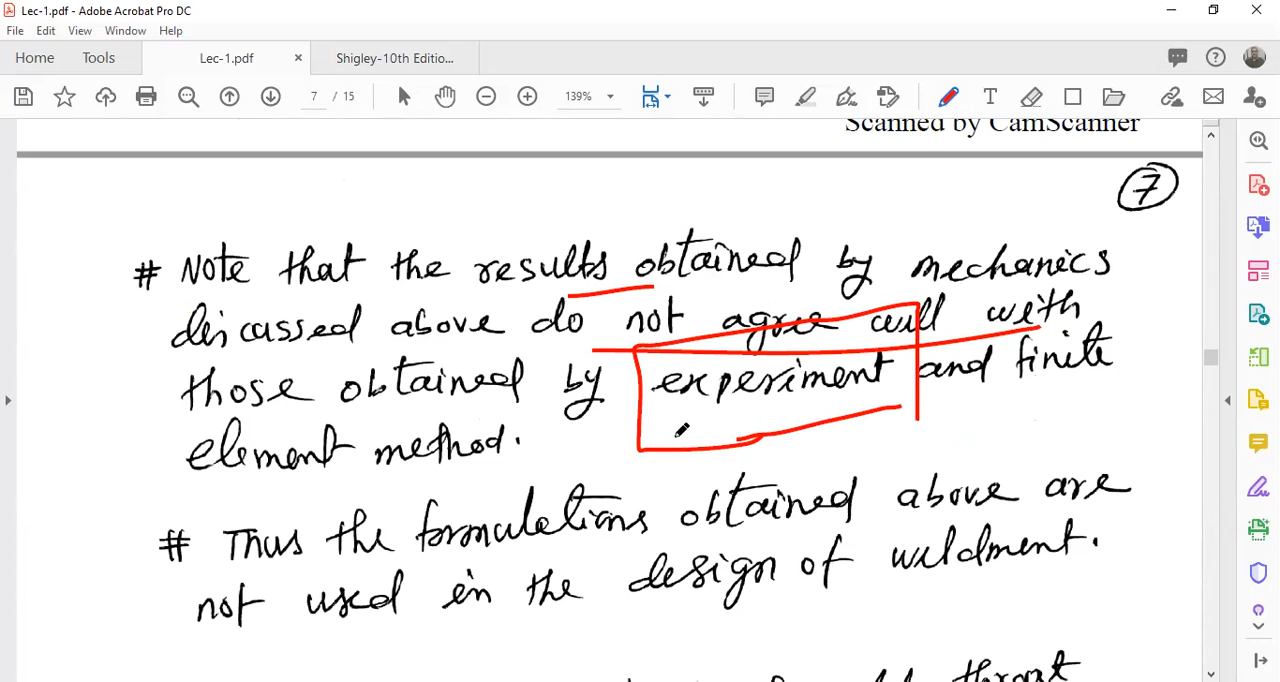 Lec-1.pdf - Adobe Acrobat Pro DC
File Edit View Window Help
Home Tools Lec-1.pdf × Shigley-10th Editio...
7 / 15 139%
Scanned by CamScanner
7
# Note that the results obtained by mechanics
discassed above do not agree well with
those obtained by experiment and finite
element method.
# Thus the formulations obtained above are
not used in the design of wildment.
throat